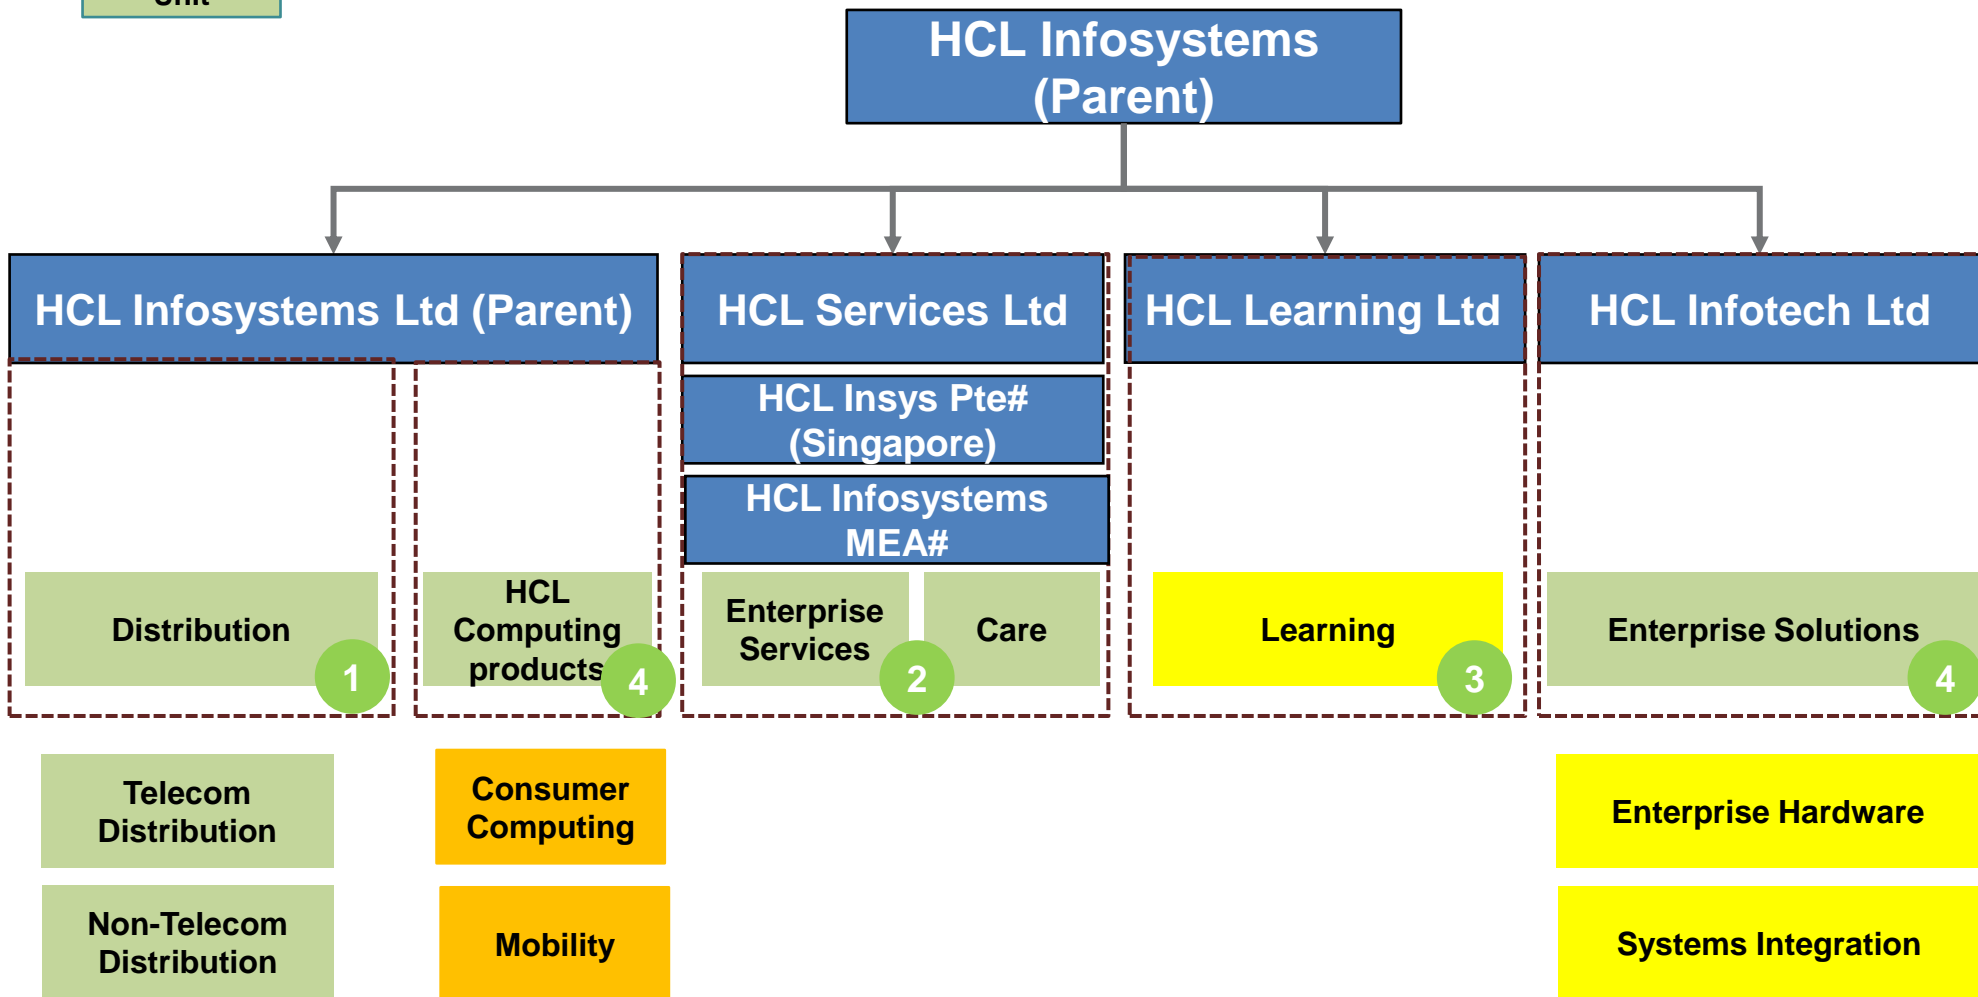 Unit
HCL Infosystems
(Parent)
HCL Infosystems Ltd (Parent)
HCL Services Ltd
HCL Learning Ltd
HCL Infotech Ltd
HCL Insys Pte#
(Singapore)
HCL Infosystems
MEA#
Distribution
1
HCL
Computing
products
4
Enterprise
Services
2
Care
Learning
3
Enterprise Solutions
4
Telecom
Distribution
Consumer
Computing
Enterprise Hardware
Non-Telecom
Distribution
Mobility
Systems Integration